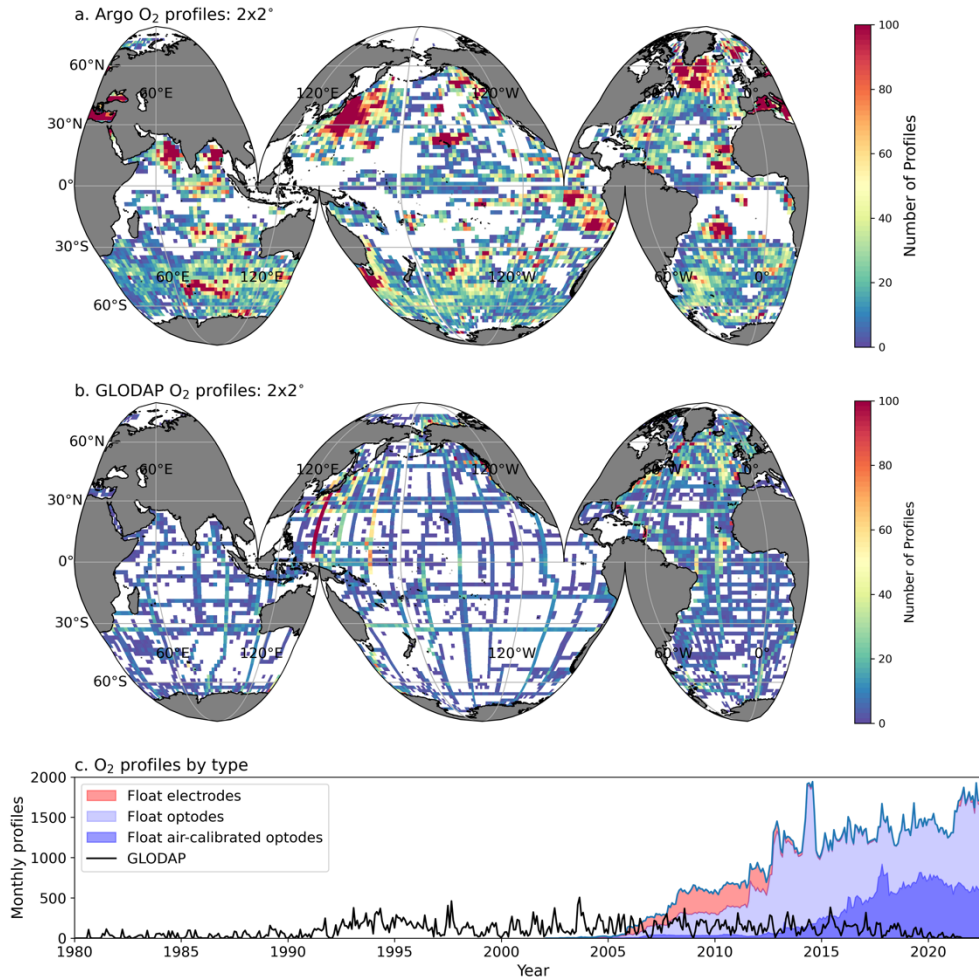 a. Argo O₂ profiles: 2x2°
60°N
30°N
0°
30°S
60°S
60°E
120°E
120°W
60°W
0°
60°E
120°E
120°W
60°W
0°
100
80
60
40
20
0
Number of Profiles
b. GLODAP O₂ profiles: 2x2°
60°N
30°N
0°
30°S
60°S
60°E
120°E
120°W
60°W
0°
60°E
120°E
120°W
60°W
0°
100
80
60
40
20
0
Number of Profiles
c. O₂ profiles by type
Monthly profiles
2000
1500
1000
500
0
Float electrodes
Float optodes
Float air-calibrated optodes
GLODAP
1980 1985 1990 1995 2000 2005 2010 2015 2020
Year